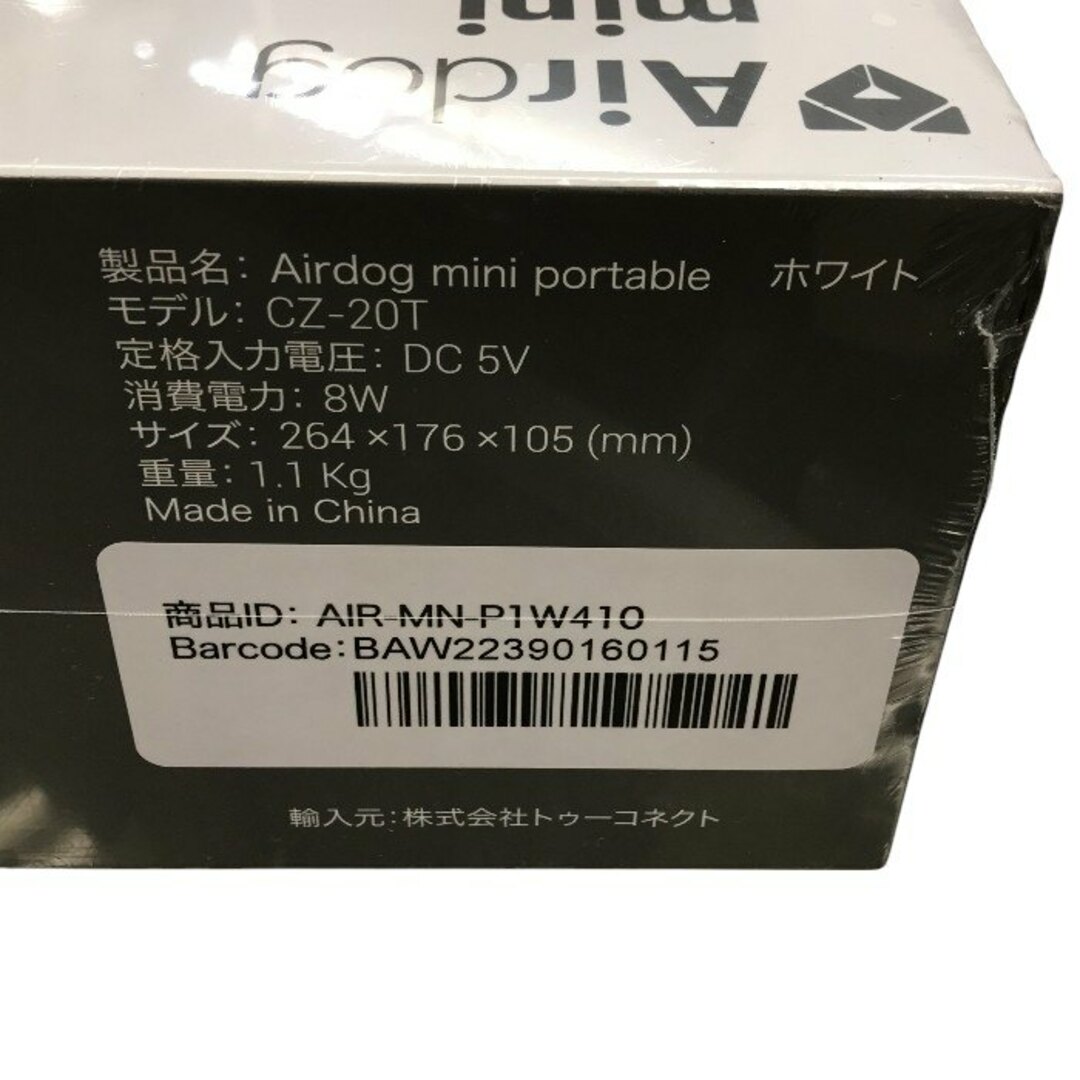 Airdog
mini
製品名: Airdog mini portable ホワイト
モデル: CZ-20T
定格入力電圧: DC 5V
消費電力: 8W
サイズ: 264 ×176 ×105 (mm)
重量: 1.1 Kg
Made in China
商品ID: AIR-MN-P1W410
Barcode:BAW22390160115
輸入元:株式会社トゥーコネクト